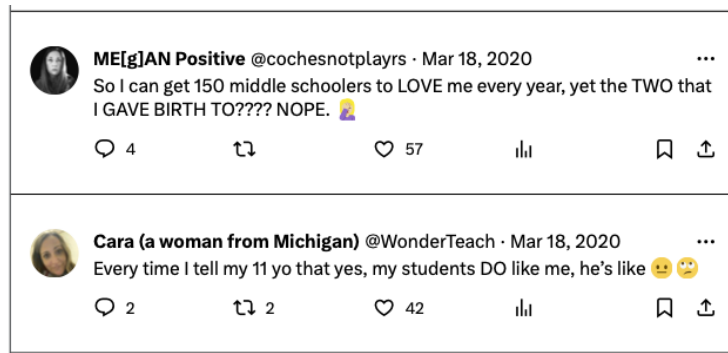 ME[g]AN Positive @cochesnotplayrs · Mar 18, 2020
So I can get 150 middle schoolers to LOVE me every year, yet the TWO that
I GAVE BIRTH TO???? NOPE. 🤦🏼‍♀️
4 57
Cara (a woman from Michigan) @WonderTeach · Mar 18, 2020
Every time I tell my 11 yo that yes, my students DO like me, he’s like 😐 🙄
2 2 42